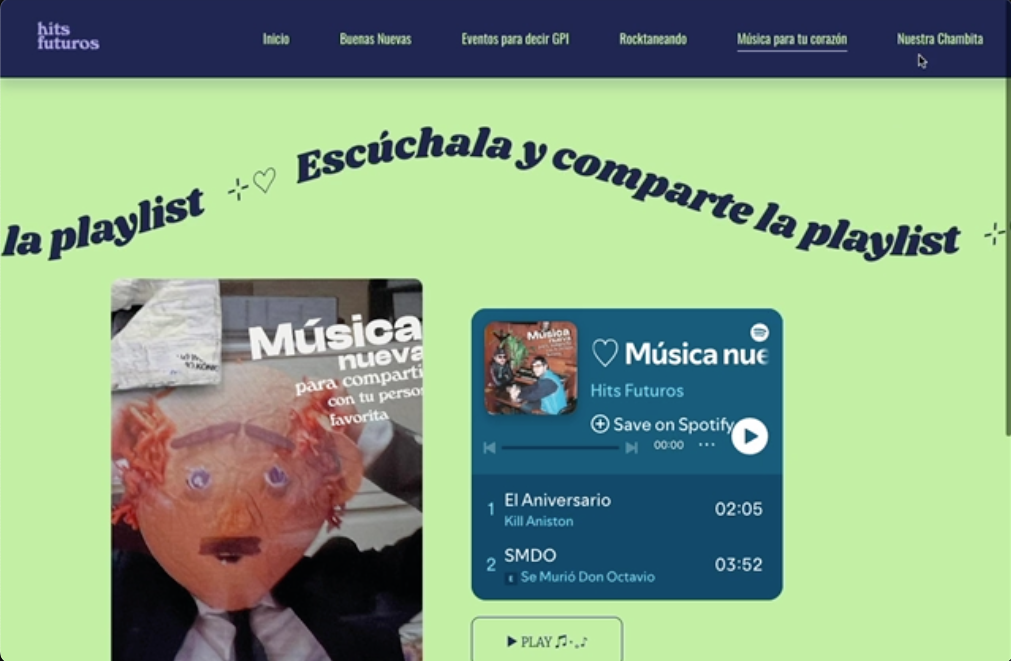 hits
futuros
Inicio
Buenas Nuevas
Eventos para decir GPI
Rocktaneando
Música para tu corazón
Nuestra Chambita
la playlist
Escúchala y comparte la playlist
Música
nueva
para comparti
con tu perso
favorita
Música
nueva
♡ Música nue
Hits Futuros
Save on Spotify
00:00
1 El Aniversario 02:05
Kill Aniston
2 SMDO 03:52
E Se Murió Don Octavio
▶ PLAY